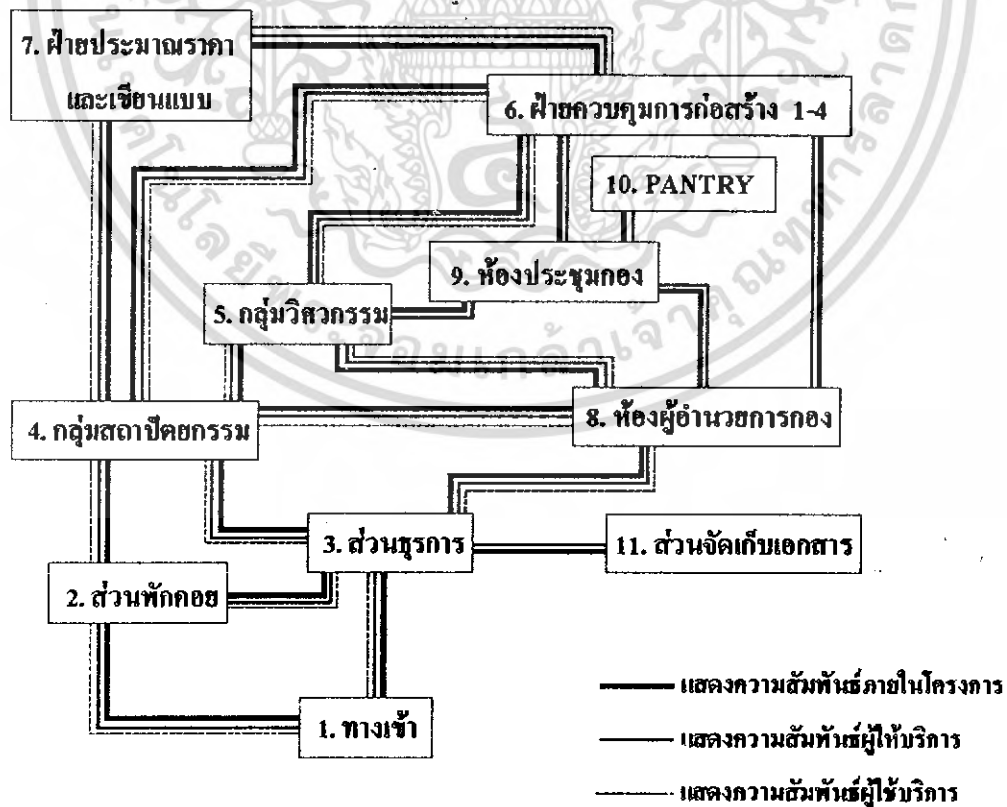 7. ฝ่ายประมาณราคา
และเขียนแบบ
6. ฝ่ายควบคุมการก่อสร้าง 1-4
10. PANTRY
9. ห้องประชุมกอง
5. กลุ่มวิศวกรรม
4. กลุ่มสถาปัตยกรรม
8. ห้องผู้อำนวยการกอง
3. ส่วนธุรการ
11. ส่วนจัดเก็บเอกสาร
2. ส่วนพักคอย
1. ทางเข้า
แสดงความสัมพันธ์ภายในโครงการ
แสดงความสัมพันธ์ผู้ให้บริการ
แสดงความสัมพันธ์ผู้ใช้บริการ